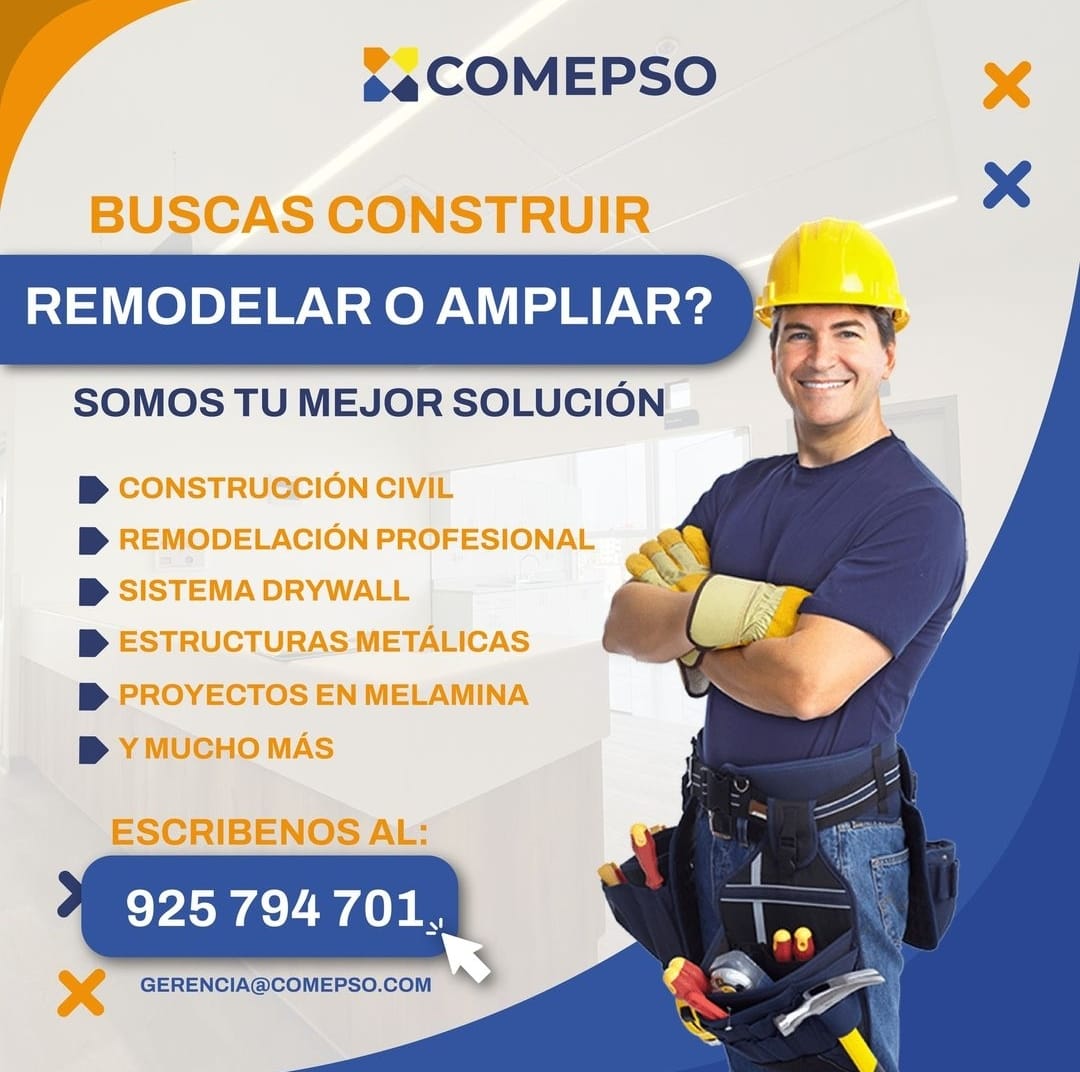 COMEPSO
BUSCAS CONSTRUIR
REMODELAR O AMPLIAR?
SOMOS TU MEJOR SOLUCIÓN
CONSTRUCCIÓN CIVIL
REMODELACIÓN PROFESIONAL
SISTEMA DRYWALL
ESTRUCTURAS METÁLICAS
PROYECTOS EN MELAMINA
Y MUCHO MÁS
ESCRIBENOS AL:
925 794 701
GERENCIA@COMEPSO.COM